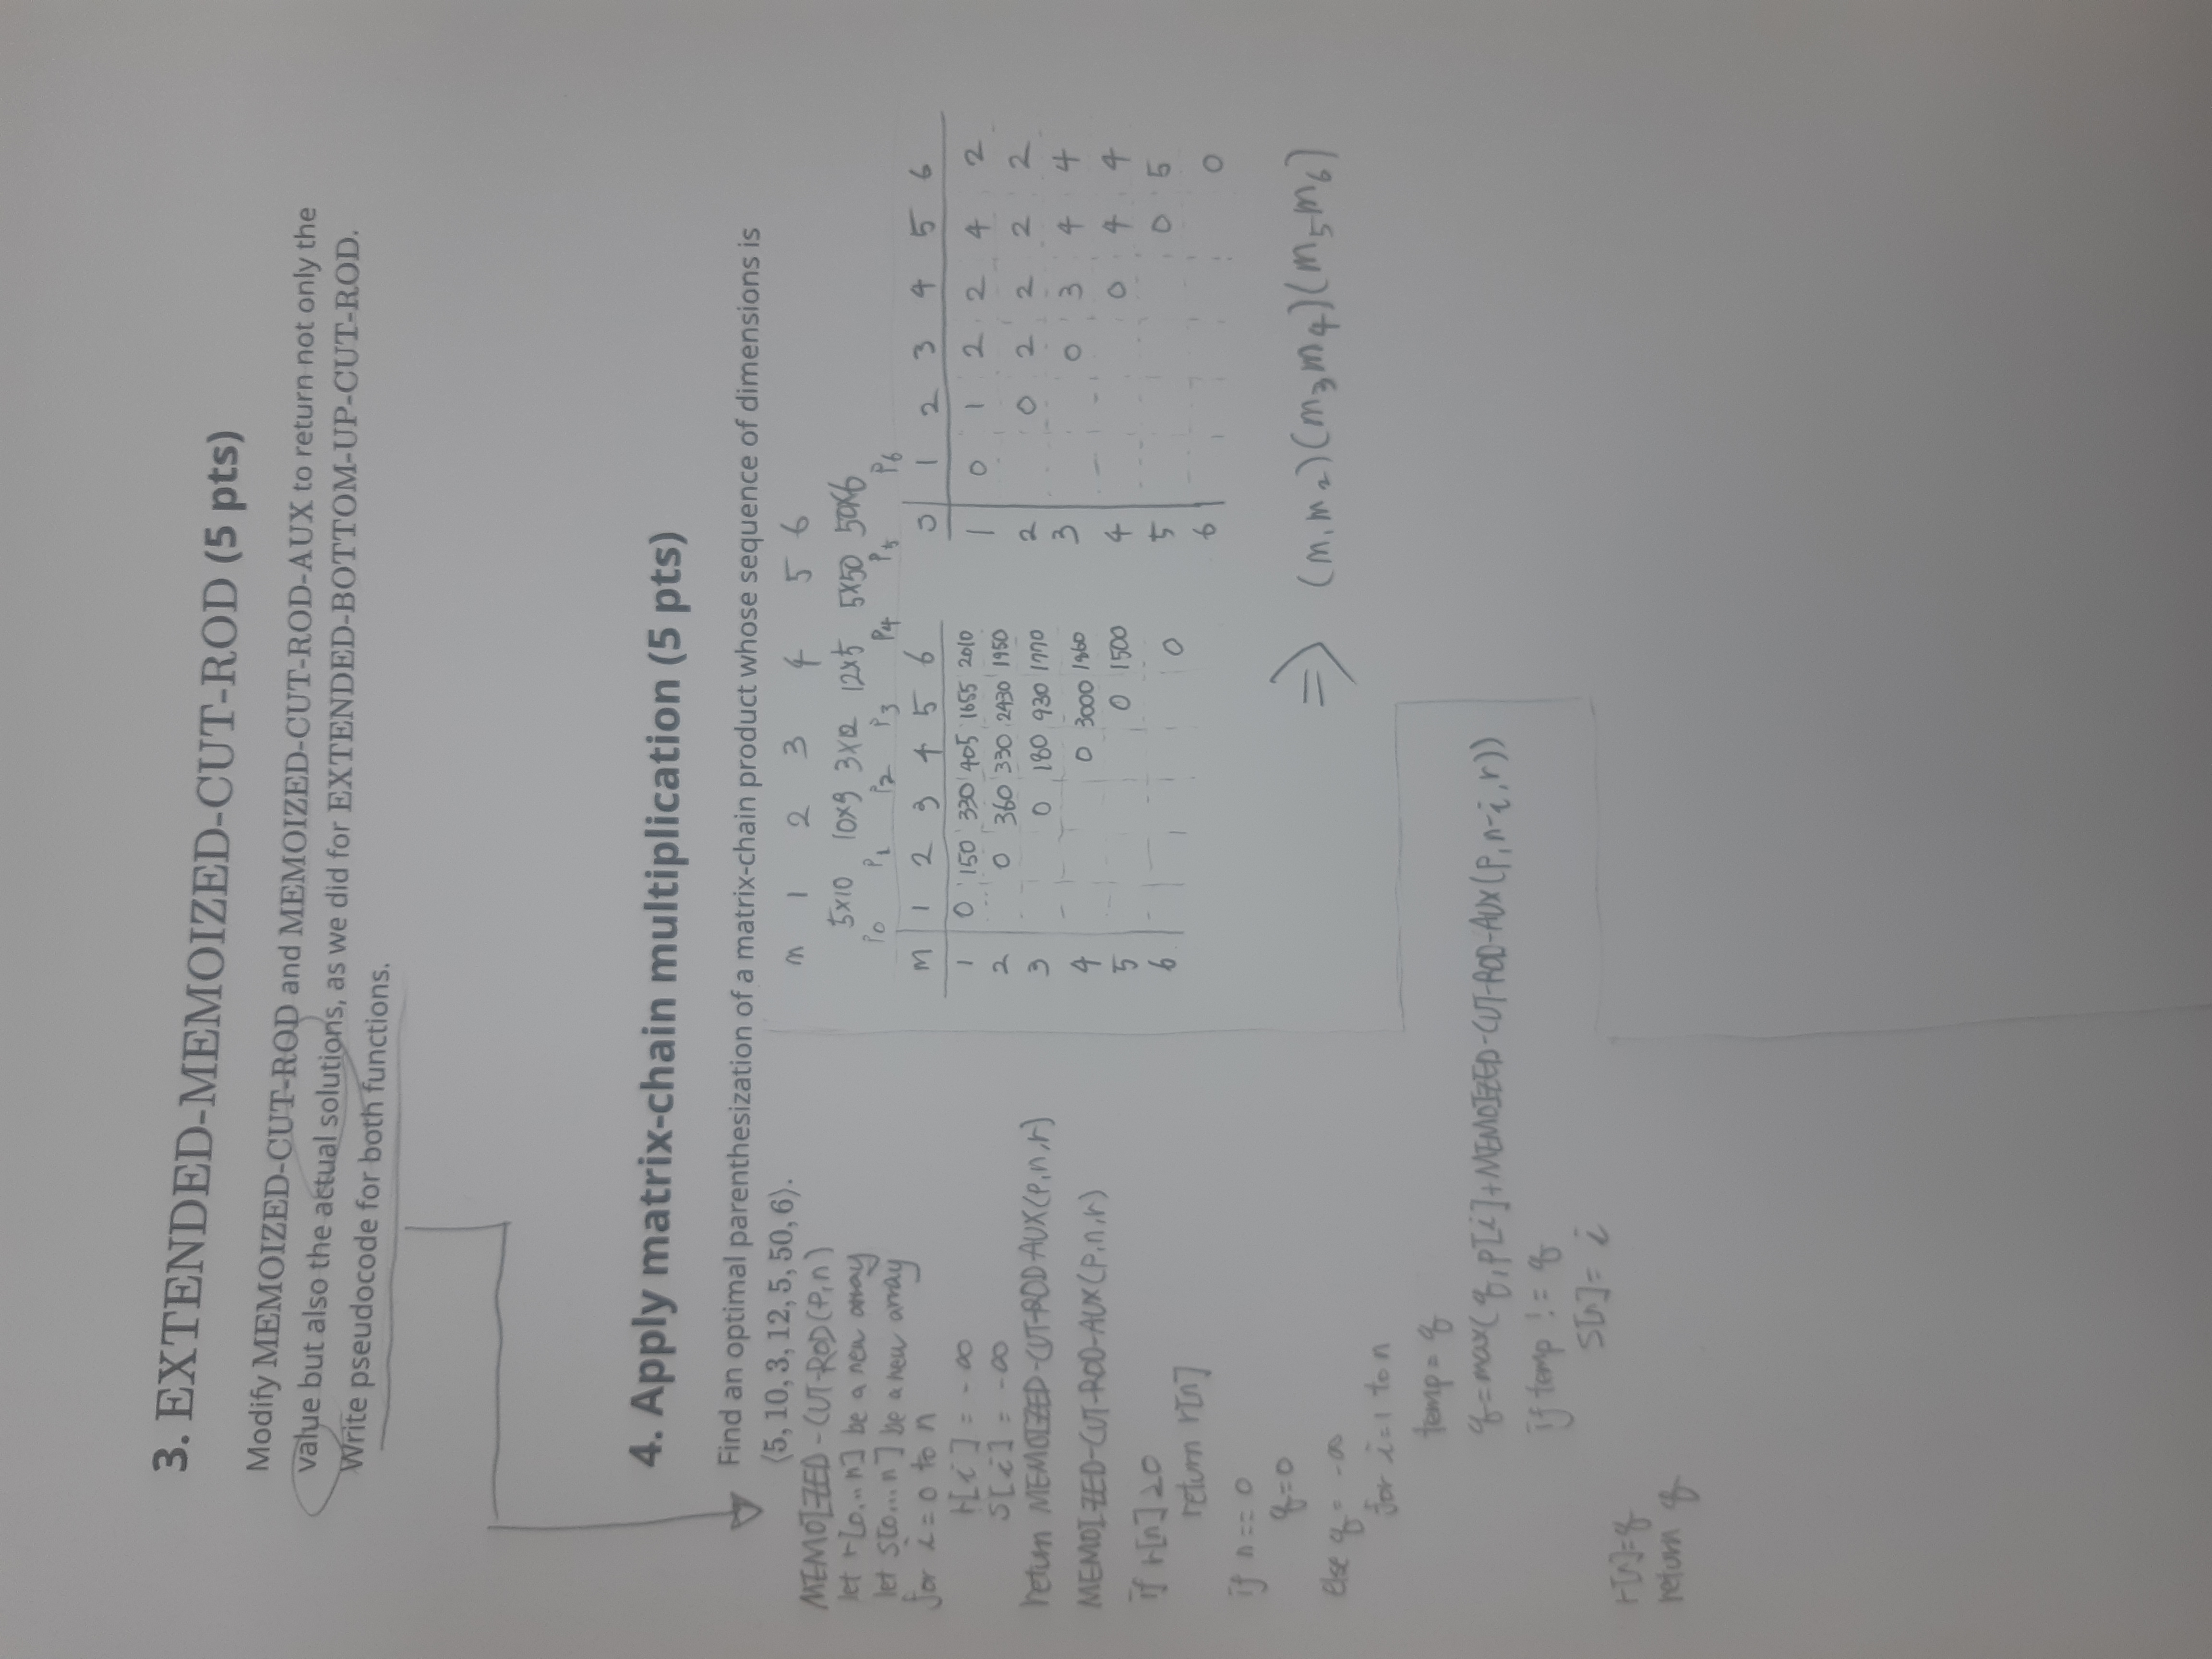 3. EXTENDED-MEMOIZED-CUT-ROD (5 pts)
Modify MEMOIZED-CUT-ROD and MEMOIZED-CUT-ROD-AUX to return not only the
value but also the actual solutions, as we did for EXTENDED-BOTTOM-UP-CUT-ROD.
Write pseudocode for both functions.
4. Apply matrix-chain multiplication (5 pts)
Find an optimal parenthesization of a matrix-chain product whose sequence of dimensions is
⟨5, 10, 3, 12, 5, 50, 6⟩.
MEMOIZED-CUT-ROD(P,n)
let r[0...n] be a new array
let s[0...n] be a new array
for i=0 to n
r[i] = -∞
s[i] = -∞
return MEMOIZED-CUT-ROD-AUX(P,n,r)
MEMOIZED-CUT-ROD-AUX(P,n,r)
if r[n]≥0
return r[n]
if n==0
q=0
else q= -∞
for i=1 to n
temp= q
q=max(q,p[i]+MEMOIZED-CUT-ROD-AUX(P,n-i,r))
if temp != q
s[n]= i
r[n]=q
return q
m 1 2 3 4 5 6
5x10 10x3 3x12 12x5 5x50 50x6
P0 P1 P2 P3 P4 P5 P6
m 1 2 3 4 5 6
1 0 150 330 405 1655 2010
2 0 360 330 2430 1950
3 0 180 930 1770
4 0 3000 1860
5 0 1500
6 0
S 1 2 3 4 5 6
1 0 1 2 2 4 2
2 0 2 2 2 2
3 0 3 4 4
4 0 4 4
5 0 5
6 0
⇒ (m1m2)(m3m4)(m5m6)